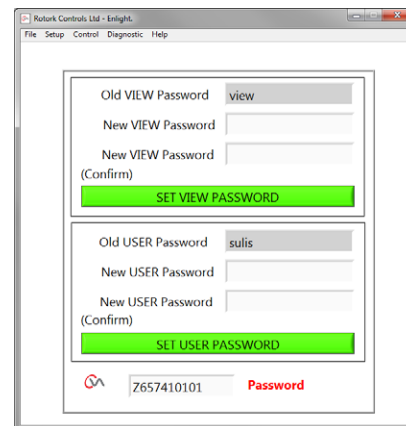 Rotork Controls Ltd - Enlight.
File Setup Control Diagnostic Help
Old VIEW Password view
New VIEW Password
New VIEW Password
(Confirm)
SET VIEW PASSWORD
Old USER Password sulis
New USER Password
New USER Password
(Confirm)
SET USER PASSWORD
Z657410101 Password